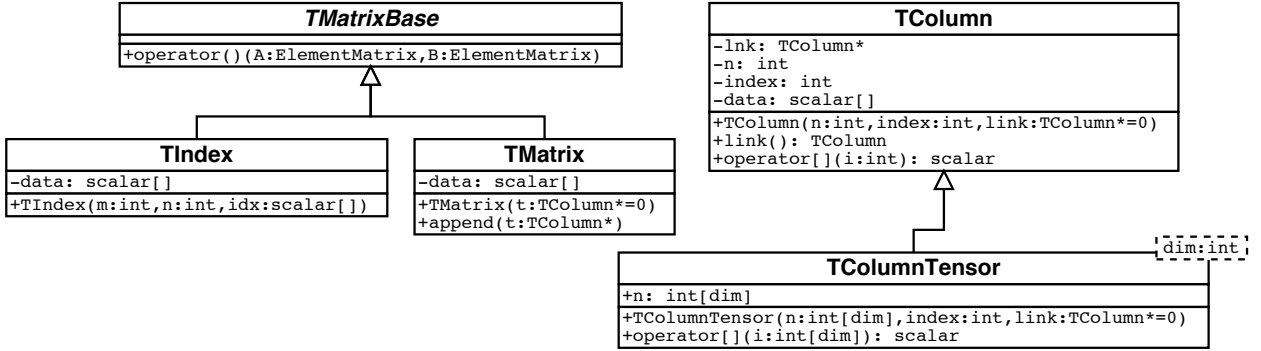 TMatrixBase
+operator()(A:ElementMatrix,B:ElementMatrix)
TColumn
-lnk: TColumn*
-n: int
-index: int
-data: scalar[]
+TColumn(n:int,index:int,link:TColumn*=0)
+link(): TColumn
+operator[](i:int): scalar
TIndex
-data: scalar[]
+TIndex(m:int,n:int,idx:scalar[])
TMatrix
-data: scalar[]
+TMatrix(t:TColumn*=0)
+append(t:TColumn*)
dim:int
TColumnTensor
+n: int[dim]
+TColumnTensor(n:int[dim],index:int,link:TColumn*=0)
+operator[](i:int[dim]): scalar